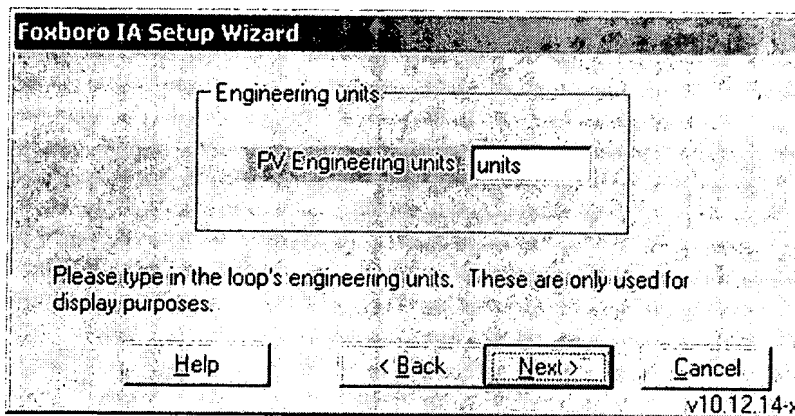 Foxboro IA Setup Wizard
Engineering units
PV Engineering units: units
Please type in the loop's engineering units. These are only used for
display purposes.
Help < Back Next > Cancel
v10.12.14-x